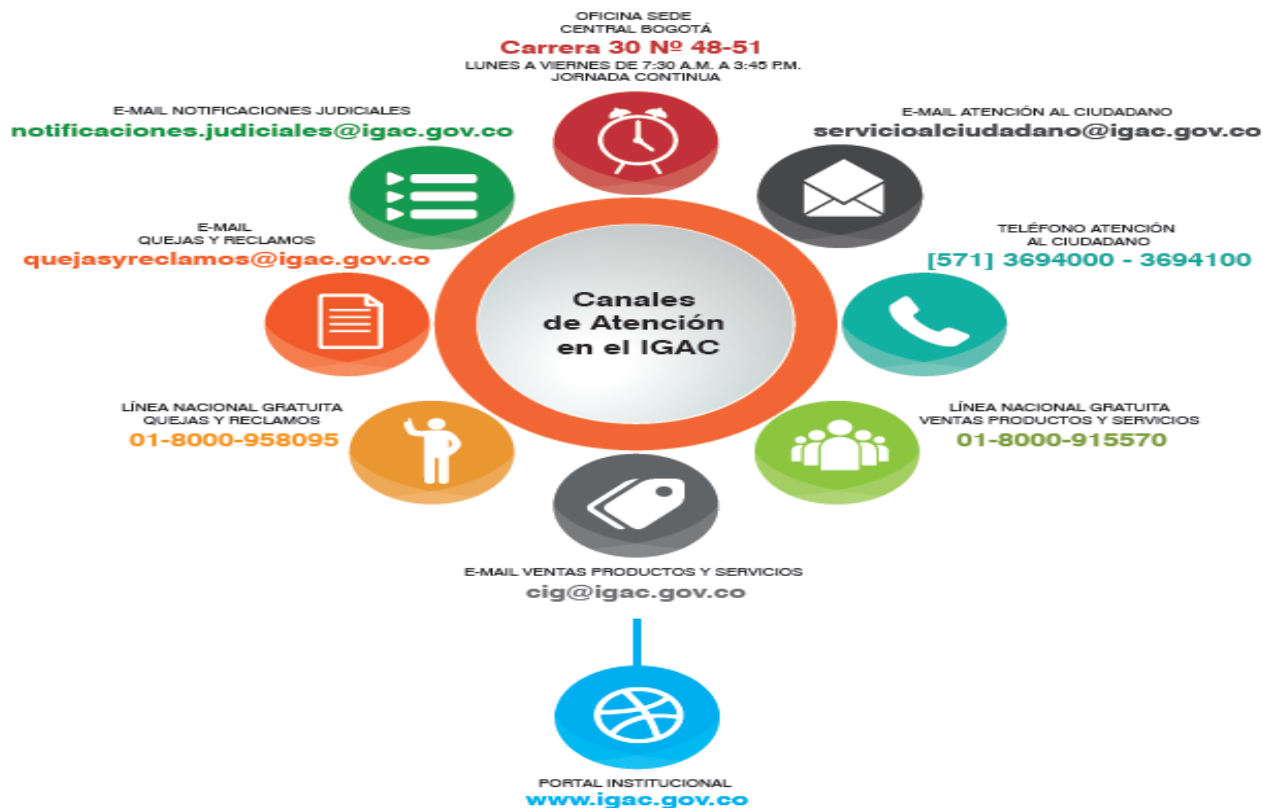 OFICINA SEDE
CENTRAL BOGOTÁ
Carrera 30 Nº 48-51
LUNES A VIERNES DE 7:30 A.M. A 3:45 P.M.
JORNADA CONTINUA
E-MAIL NOTIFICACIONES JUDICIALES
notificaciones.judiciales@igac.gov.co
E-MAIL ATENCIÓN AL CIUDADANO
servicioalciudadano@igac.gov.co
E-MAIL
QUEJAS Y RECLAMOS
quejasyreclamos@igac.gov.co
TELÉFONO ATENCIÓN
AL CIUDADANO
[571] 3694000 - 3694100
Canales
de Atención
en el IGAC
LÍNEA NACIONAL GRATUITA
QUEJAS Y RECLAMOS
01-8000-958095
LÍNEA NACIONAL GRATUITA
VENTAS PRODUCTOS Y SERVICIOS
01-8000-915570
E-MAIL VENTAS PRODUCTOS Y SERVICIOS
cig@igac.gov.co
PORTAL INSTITUCIONAL
www.igac.gov.co